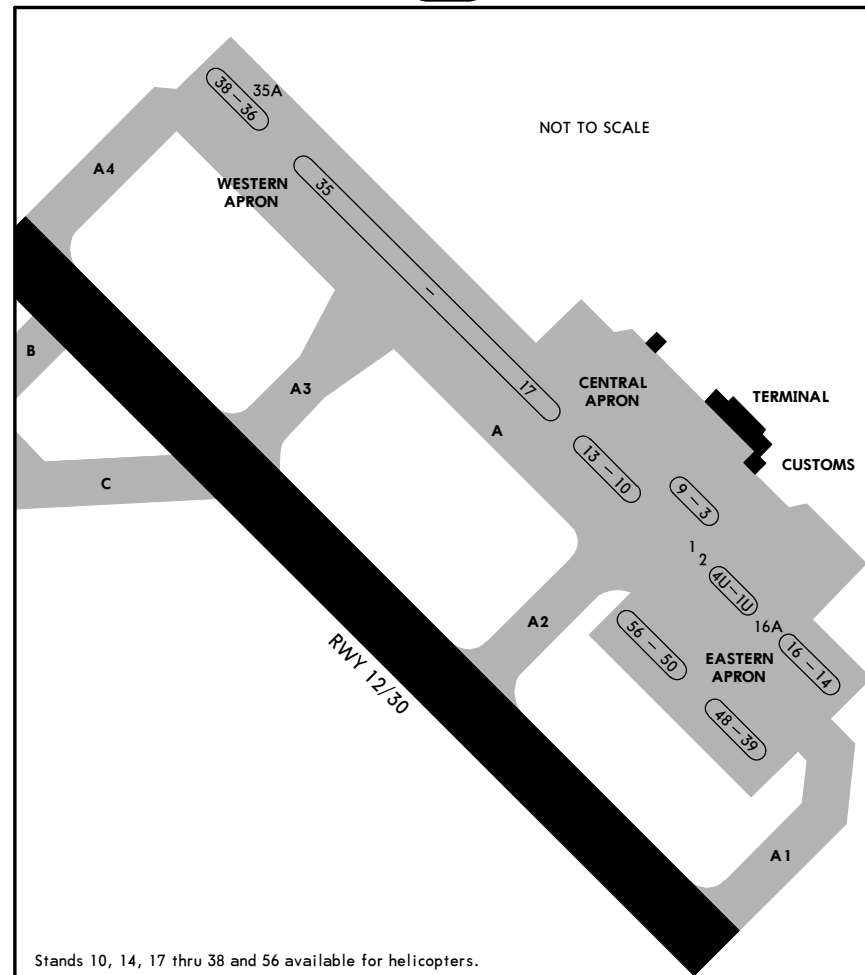 38 – 36
35A
NOT TO SCALE
A4
WESTERN
APRON
35
–
B
A3
17
CENTRAL
APRON
TERMINAL
A
13 – 10
CUSTOMS
C
9 – 3
1
2
4U–1U
A2
16A
56 – 50
16 – 14
EASTERN
APRON
RWY 12/30
48 – 39
A1
Stands 10, 14, 17 thru 38 and 56 available for helicopters.